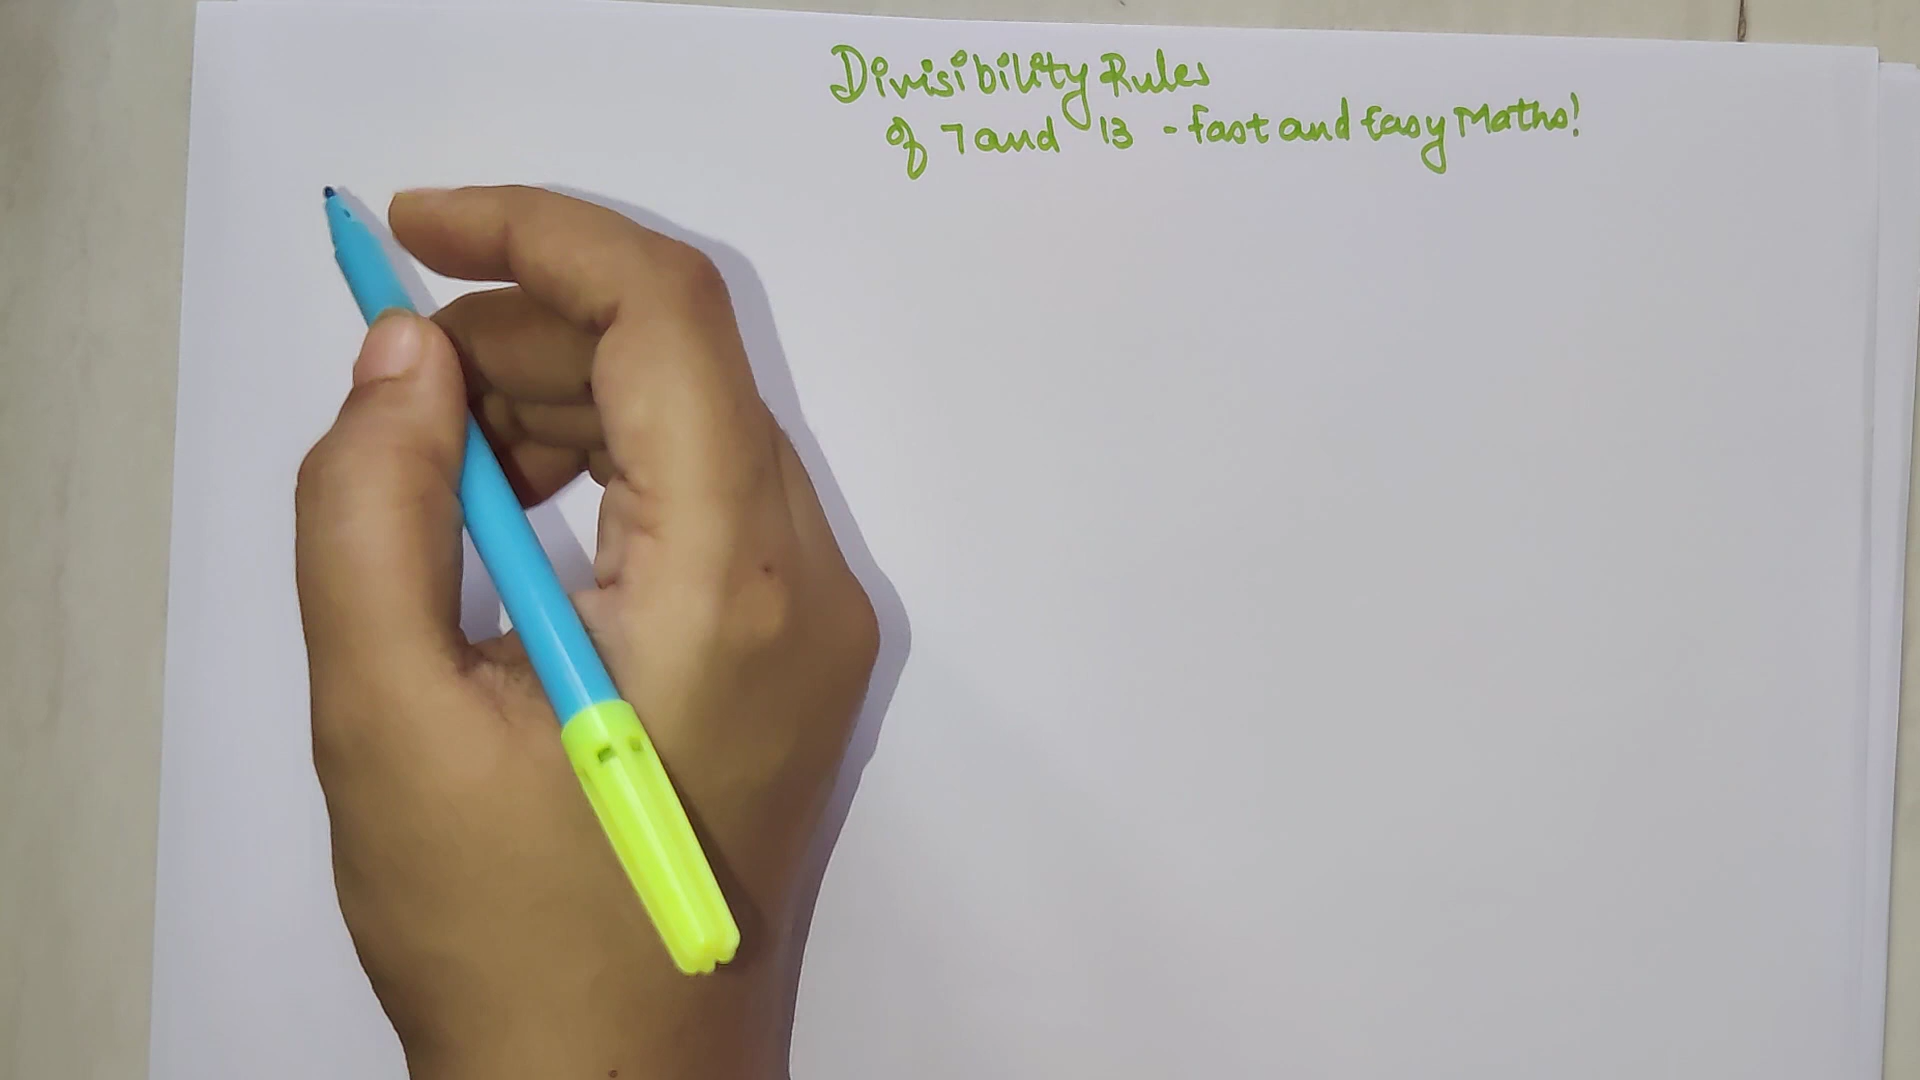 Divisibility Rules
of 7 and 13 - fast and Easy Maths!